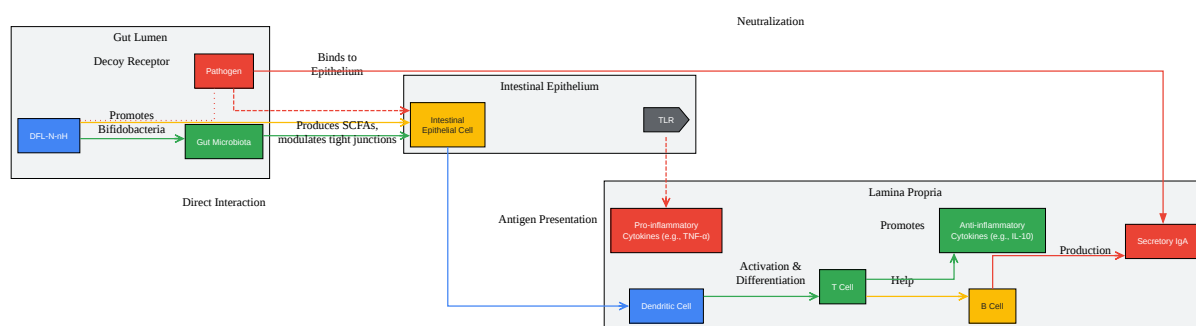 Neutralization
Gut Lumen
Decoy Receptor
Pathogen
Binds to
Epithelium
Intestinal Epithelium
Promotes
Bifidobacteria
DFL-N-nH
Gut Microbiota
Produces SCFAs,
modulates tight junctions
Intestinal
Epithelial Cell
TLR
Direct Interaction
Antigen Presentation
Lamina Propria
Pro-inflammatory
Cytokines (e.g., TNF-α)
Promotes
Anti-inflammatory
Cytokines (e.g., IL-10)
Secretory IgA
Production
Activation &
Differentiation
T Cell
Help
Dendritic Cell
B Cell